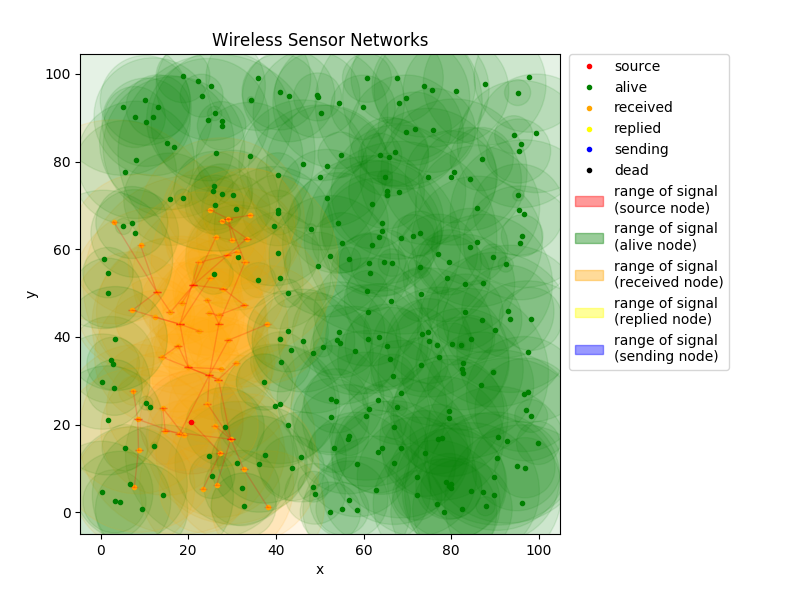 Wireless Sensor Networks
100
80
60
40
20
0
y
0 20 40 60 80 100
x
source
alive
received
replied
sending
dead
range of signal
(source node)
range of signal
(alive node)
range of signal
(received node)
range of signal
(replied node)
range of signal
(sending node)